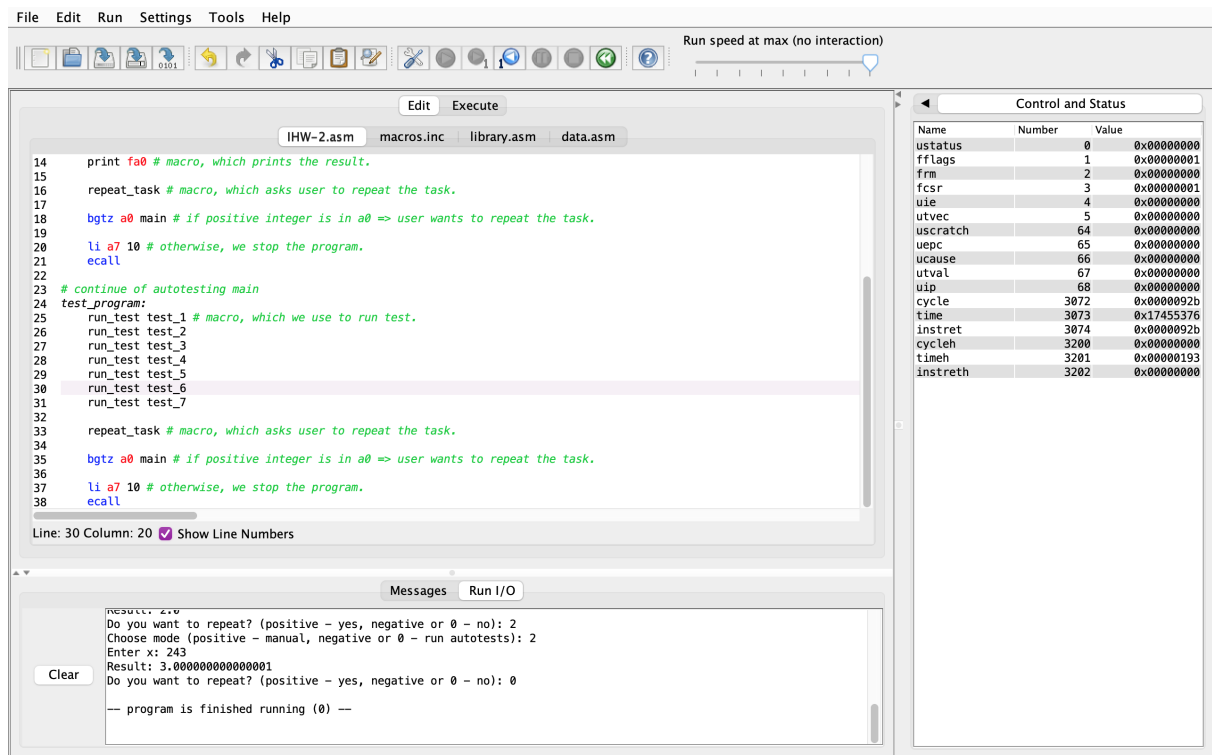 File Edit Run Settings Tools Help
Run speed at max (no interaction)
0101
1
1
Edit Execute
IHW-2.asm macros.inc library.asm data.asm
14 print fa0 # macro, which prints the result.
15
16 repeat_task # macro, which asks user to repeat the task.
17
18 bgtz a0 main # if positive integer is in a0 => user wants to repeat the task.
19
20 li a7 10 # otherwise, we stop the program.
21 ecall
22
23 # continue of autotesting main
24 test_program:
25 run_test test_1 # macro, which we use to run test.
26 run_test test_2
27 run_test test_3
28 run_test test_4
29 run_test test_5
30 run_test test_6
31 run_test test_7
32
33 repeat_task # macro, which asks user to repeat the task.
34
35 bgtz a0 main # if positive integer is in a0 => user wants to repeat the task.
36
37 li a7 10 # otherwise, we stop the program.
38 ecall
Line: 30 Column: 20 Show Line Numbers
Messages Run I/O
Clear
Result: 2.0
Do you want to repeat? (positive – yes, negative or 0 – no): 2
Choose mode (positive – manual, negative or 0 – run autotests): 2
Enter x: 243
Result: 3.000000000000001
Do you want to repeat? (positive – yes, negative or 0 – no): 0
-- program is finished running (0) --
Control and Status
Name Number Value
ustatus 0 0x00000000
fflags 1 0x00000001
frm 2 0x00000000
fcsr 3 0x00000001
uie 4 0x00000000
utvec 5 0x00000000
uscratch 64 0x00000000
uepc 65 0x00000000
ucause 66 0x00000000
utval 67 0x00000000
uip 68 0x00000000
cycle 3072 0x0000092b
time 3073 0x17455376
instret 3074 0x0000092b
cycleh 3200 0x00000000
timeh 3201 0x00000193
instreth 3202 0x00000000